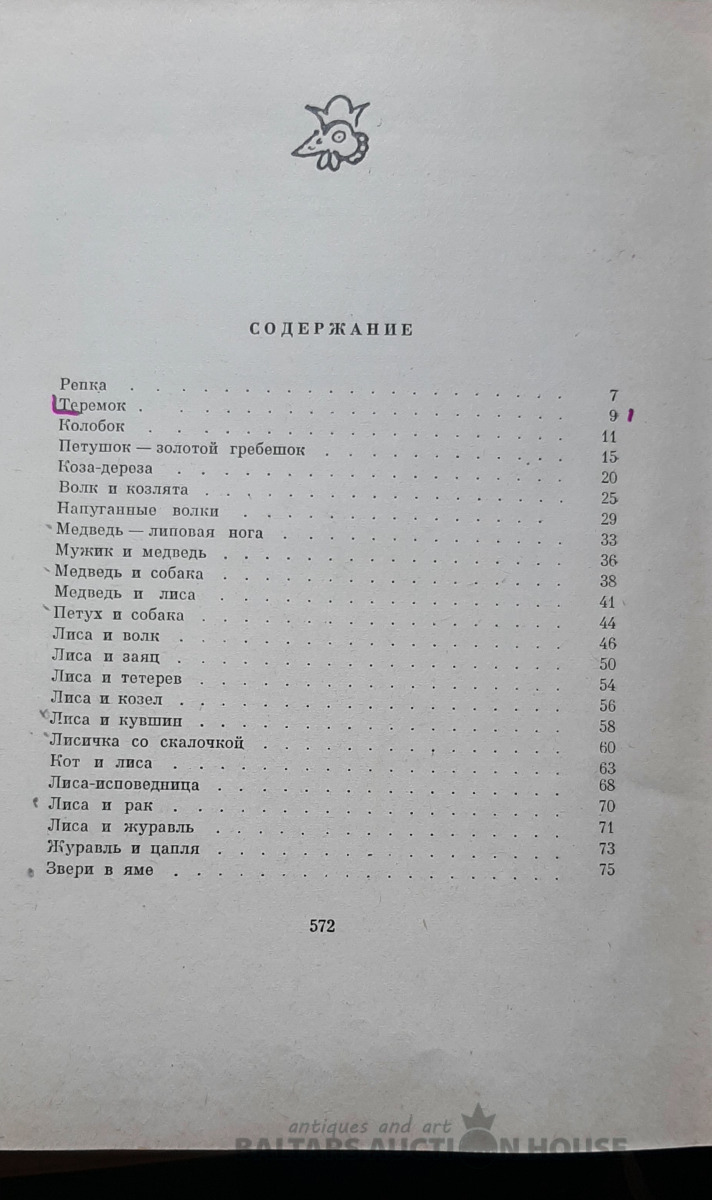 СОДЕРЖАНИЕ
Репка . . . . . . . . . . . . . . . . . . 7
Теремок . . . . . . . . . . . . . . . . . 9
Колобок . . . . . . . . . . . . . . . . . 11
Петушок — золотой гребешок . . . . . . . . 15
Коза-дереза . . . . . . . . . . . . . . . 20
Волк и козлята . . . . . . . . . . . . . . 25
Напуганные волки . . . . . . . . . . . . . 29
Медведь — липовая нога . . . . . . . . . . 33
Мужик и медведь . . . . . . . . . . . . . 36
Медведь и собака . . . . . . . . . . . . . 38
Медведь и лиса . . . . . . . . . . . . . . 41
Петух и собака . . . . . . . . . . . . . . 44
Лиса и волк . . . . . . . . . . . . . . . 46
Лиса и заяц . . . . . . . . . . . . . . . 50
Лиса и тетерев . . . . . . . . . . . . . . 54
Лиса и козел . . . . . . . . . . . . . . . 56
Лиса и кувшин . . . . . . . . . . . . . . 58
Лисичка со скалочкой . . . . . . . . . . . 60
Кот и лиса . . . . . . . . . . . . . . . . 63
Лиса-исповедница . . . . . . . . . . . . . 68
Лиса и рак . . . . . . . . . . . . . . . . 70
Лиса и журавль . . . . . . . . . . . . . . 71
Журавль и цапля . . . . . . . . . . . . . 73
Звери в яме . . . . . . . . . . . . . . . 75
572
antiques and art
BALTARS AUCTION HOUSE